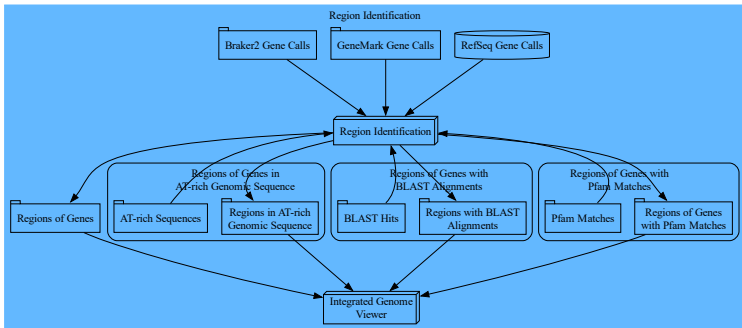 Region Identification
Braker2 Gene Calls
GeneMark Gene Calls
RefSeq Gene Calls
Region Identification
Regions of Genes in
AT-rich Genomic Sequence
Regions of Genes with
BLAST Alignments
Regions of Genes with
Pfam Matches
Regions of Genes
AT-rich Sequences
Regions in AT-rich
Genomic Sequence
BLAST Hits
Regions with BLAST
Alignments
Pfam Matches
Regions of Genes
with Pfam Matches
Integrated Genome
Viewer